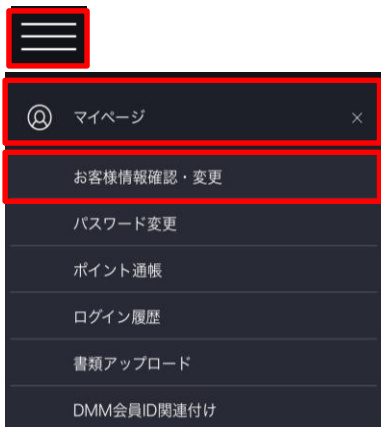 マイページ
お客様情報確認・変更
パスワード変更
ポイント通帳
ログイン履歴
書類アップロード
DMM会員ID関連付け